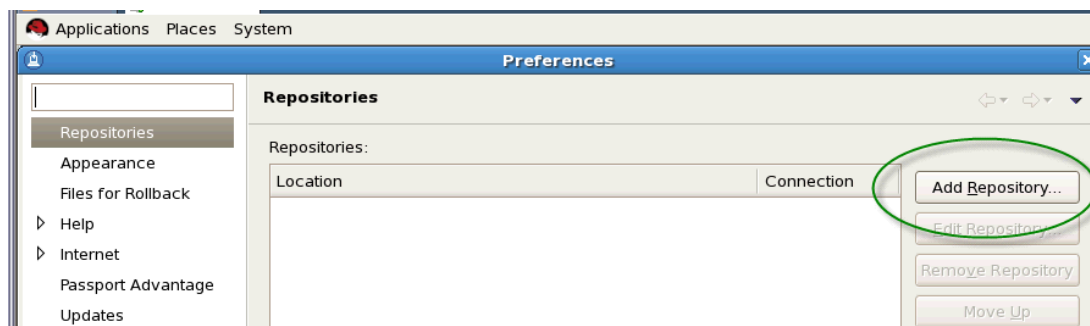 Applications Places System
Preferences
Repositories
Repositories
Appearance
Files for Rollback
Help
Internet
Passport Advantage
Updates
Repositories:
Location Connection
Add Repository...
Edit Repository...
Remove Repository
Move Up